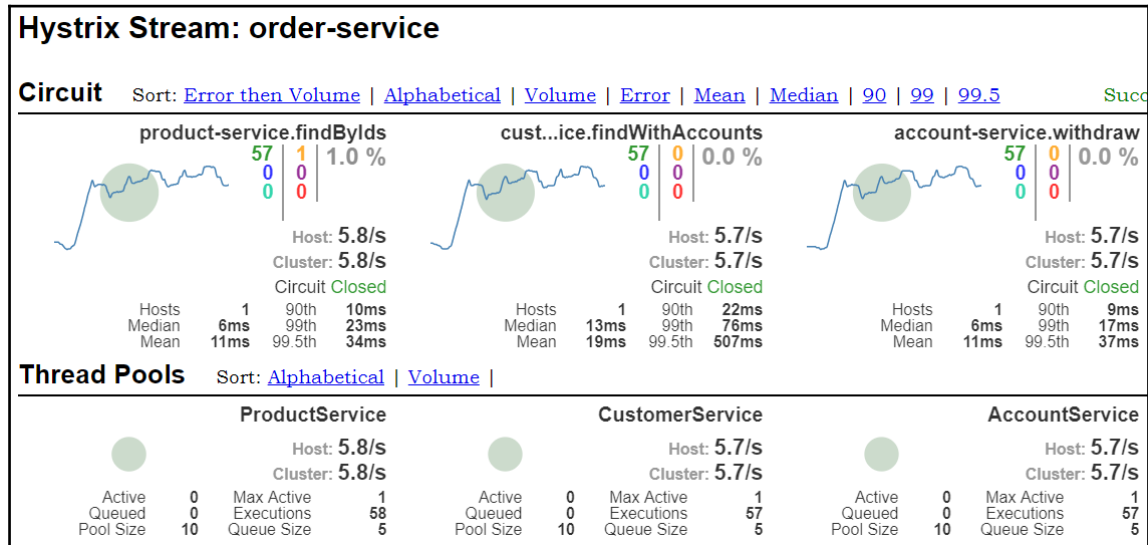 Hystrix Stream: order-service
Circuit Sort: Error then Volume | Alphabetical | Volume | Error | Mean | Median | 90 | 99 | 99.5 Succ
product-service.findByIds cust...ice.findWithAccounts account-service.withdraw
57 1 1.0 % 57 0 0.0 % 57 0 0.0 %
0 0 0 0 0 0
0 0 0 0 0 0
Host: 5.8/s Host: 5.7/s Host: 5.7/s
Cluster: 5.8/s Cluster: 5.7/s Cluster: 5.7/s
Circuit Closed Circuit Closed Circuit Closed
Hosts 1 90th 10ms Hosts 1 90th 22ms Hosts 1 90th 9ms
Median 6ms 99th 23ms Median 13ms 99th 76ms Median 6ms 99th 17ms
Mean 11ms 99.5th 34ms Mean 19ms 99.5th 507ms Mean 11ms 99.5th 37ms
Thread Pools Sort: Alphabetical | Volume |
ProductService CustomerService AccountService
Host: 5.8/s Host: 5.7/s Host: 5.7/s
Cluster: 5.8/s Cluster: 5.7/s Cluster: 5.7/s
Active 0 Max Active 1 Active 0 Max Active 1 Active 0 Max Active 1
Queued 0 Executions 58 Queued 0 Executions 57 Queued 0 Executions 57
Pool Size 10 Queue Size 5 Pool Size 10 Queue Size 5 Pool Size 10 Queue Size 5